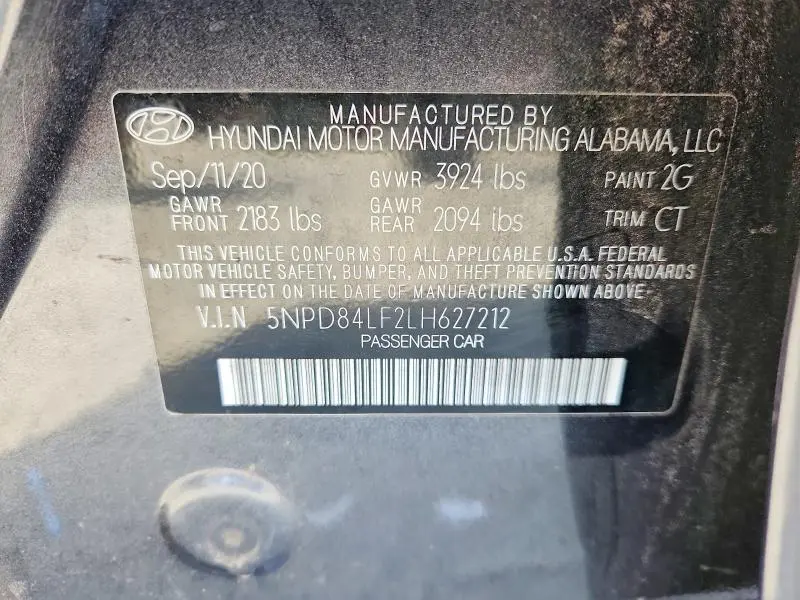 MANUFACTURED BY
HYUNDAI MOTOR MANUFACTURING ALABAMA, LLC
Sep/11/20 GVWR 3924 lbs PAINT 2G
GAWR FRONT 2183 lbs GAWR REAR 2094 lbs TRIM CT
THIS VEHICLE CONFORMS TO ALL APPLICABLE U.S.A. FEDERAL
MOTOR VEHICLE SAFETY, BUMPER, AND THEFT PREVENTION STANDARDS
IN EFFECT ON THE DATE OF MANUFACTURE SHOWN ABOVE.
V.I.N 5NPD84LF2LH627212
PASSENGER CAR